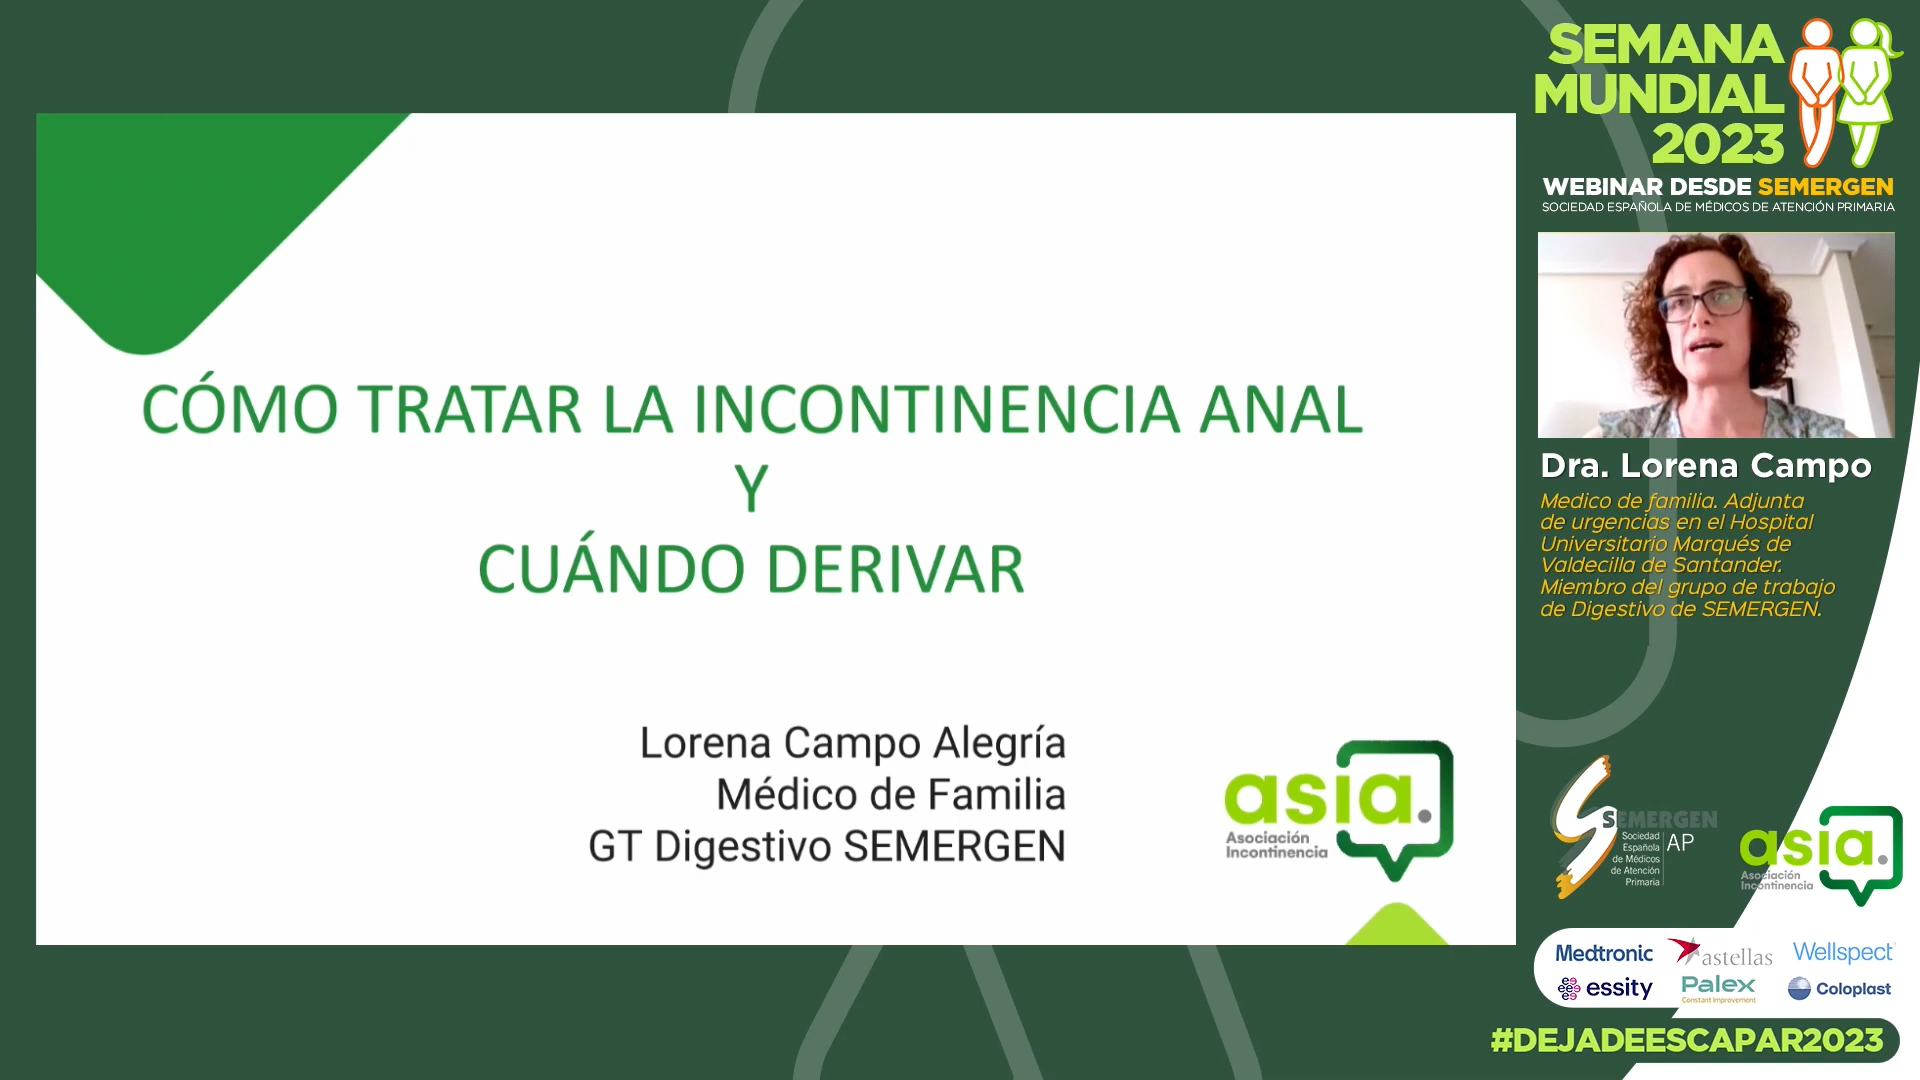 CÓMO TRATAR LA INCONTINENCIA ANAL
Y
CUÁNDO DERIVAR
Lorena Campo Alegría
Médico de Familia
GT Digestivo SEMERGEN
asia.
Asociación
Incontinencia
SEMANA
MUNDIAL
2023
WEBINAR DESDE SEMERGEN
SOCIEDAD ESPAÑOLA DE MÉDICOS DE ATENCIÓN PRIMARIA
Dra. Lorena Campo
Medico de familia. Adjunta
de urgencias en el Hospital
Universitario Marqués de
Valdecilla de Santander.
Miembro del grupo de trabajo
de Digestivo de SEMERGEN.
SEMERGEN
Sociedad
Española
de Médicos
de Atención
Primaria
AP
asia.
Asociación
Incontinencia
Medtronic
astellas
Wellspect
essity
Palex
Constant Improvement
Coloplast
#DEJADEESCAPAR2023